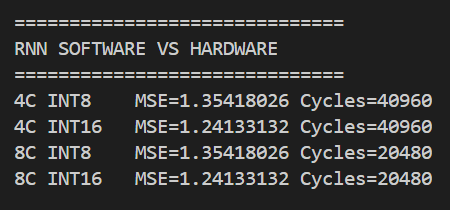 ==============================
RNN SOFTWARE VS HARDWARE
==============================
4C INT8    MSE=1.35418026 Cycles=40960
4C INT16   MSE=1.24133132 Cycles=40960
8C INT8    MSE=1.35418026 Cycles=20480
8C INT16   MSE=1.24133132 Cycles=20480